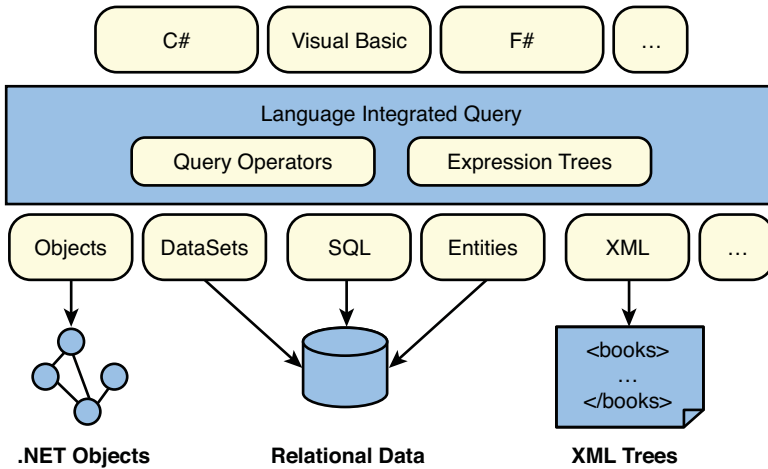 C#
Visual Basic
F#
…
Language Integrated Query
Query Operators
Expression Trees
Objects
DataSets
SQL
Entities
XML
…
<books>
…
</books>
.NET Objects
Relational Data
XML Trees